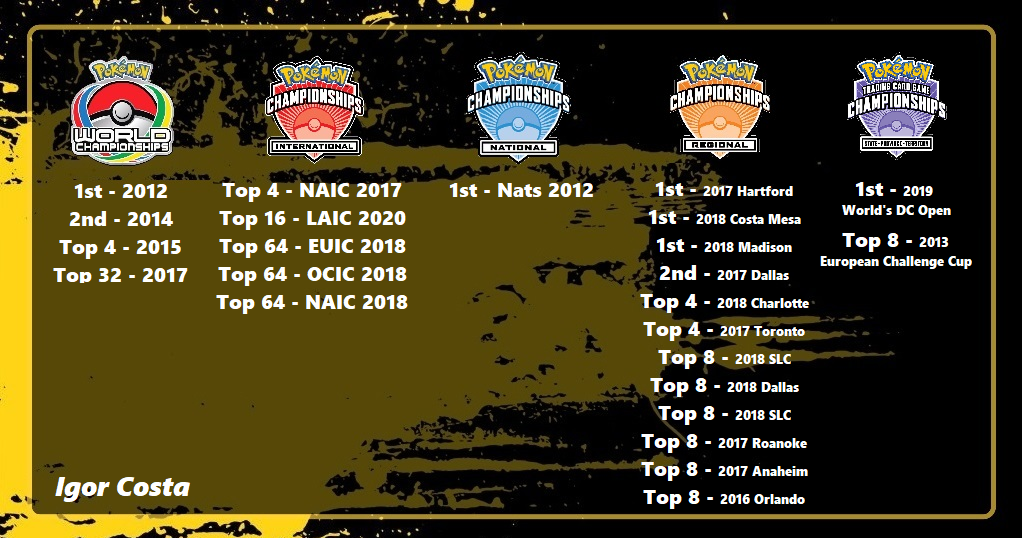 Pokémon
WORLD
CHAMPIONSHIPS
1st - 2012
2nd - 2014
Top 4 - 2015
Top 32 - 2017
Pokémon
CHAMPIONSHIPS
INTERNATIONAL
Top 4 - NAIC 2017
Top 16 - LAIC 2020
Top 64 - EUIC 2018
Top 64 - OCIC 2018
Top 64 - NAIC 2018
Pokémon
CHAMPIONSHIPS
NATIONAL
1st - Nats 2012
Pokémon
CHAMPIONSHIPS
REGIONAL
1st - 2017 Hartford
1st - 2018 Costa Mesa
1st - 2018 Madison
2nd - 2017 Dallas
Top 4 - 2018 Charlotte
Top 4 - 2017 Toronto
Top 8 - 2018 SLC
Top 8 - 2018 Dallas
Top 8 - 2018 SLC
Top 8 - 2017 Roanoke
Top 8 - 2017 Anaheim
Top 8 - 2016 Orlando
Pokémon
TRADING CARD GAME
CHAMPIONSHIPS
STATE-PROVINCE-TERRITORY
1st - 2019
World's DC Open
Top 8 - 2013
European Challenge Cup
Igor Costa